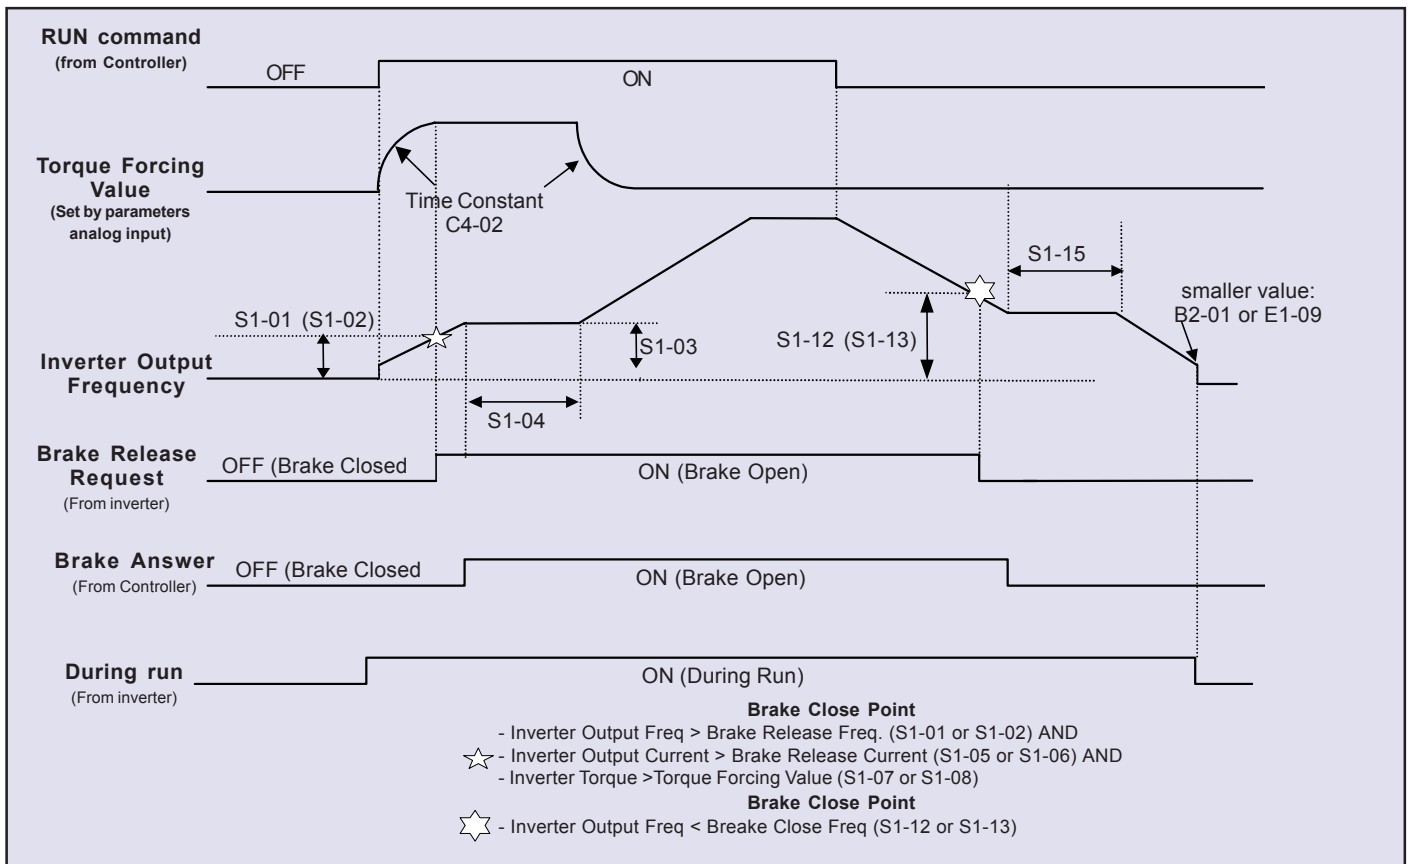 RUN command
(from Controller)
OFF
ON
Torque Forcing
Value
(Set by parameters
analog input)
Time Constant
C4-02
S1-15
smaller value:
B2-01 or E1-09
S1-01 (S1-02)
S1-03
S1-12 (S1-13)
Inverter Output
Frequency
S1-04
Brake Release
Request
(From inverter)
OFF (Brake Closed
ON (Brake Open)
Brake Answer
(From Controller)
OFF (Brake Closed
ON (Brake Open)
During run
(From inverter)
ON (During Run)
Brake Close Point
- Inverter Output Freq > Brake Release Freq. (S1-01 or S1-02) AND
- Inverter Output Current > Brake Release Current (S1-05 or S1-06) AND
- Inverter Torque >Torque Forcing Value (S1-07 or S1-08)
Brake Close Point
- Inverter Output Freq < Breake Close Freq (S1-12 or S1-13)